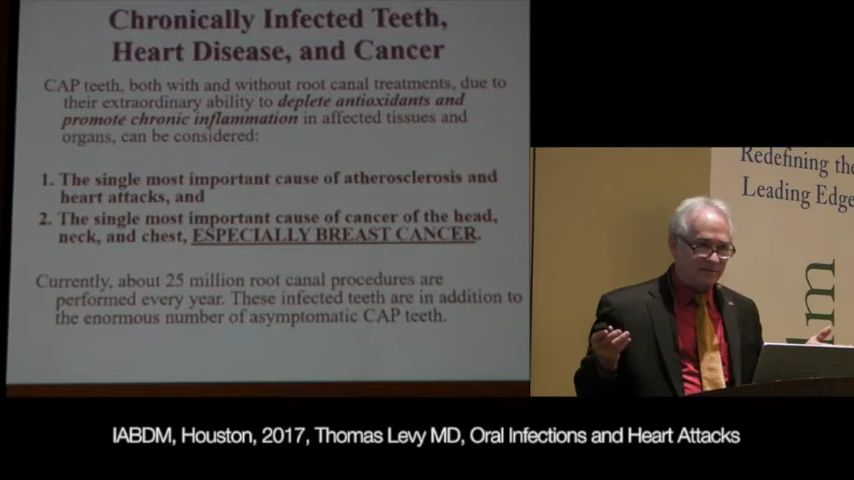 Chronically Infected Teeth,
Heart Disease, and Cancer
CAP teeth, both with and without root canal treatments, due to
their extraordinary ability to deplete antioxidants and
promote chronic inflammation in affected tissues and
organs, can be considered:
1. The single most important cause of atherosclerosis and
heart attacks, and
2. The single most important cause of cancer of the head,
neck, and chest, ESPECIALLY BREAST CANCER.
Currently, about 25 million root canal procedures are
performed every year. These infected teeth are in addition to
the enormous number of asymptomatic CAP teeth.
Redefining the
Leading Edge
dm
IABDM, Houston, 2017, Thomas Levy MD, Oral Infections and Heart Attacks